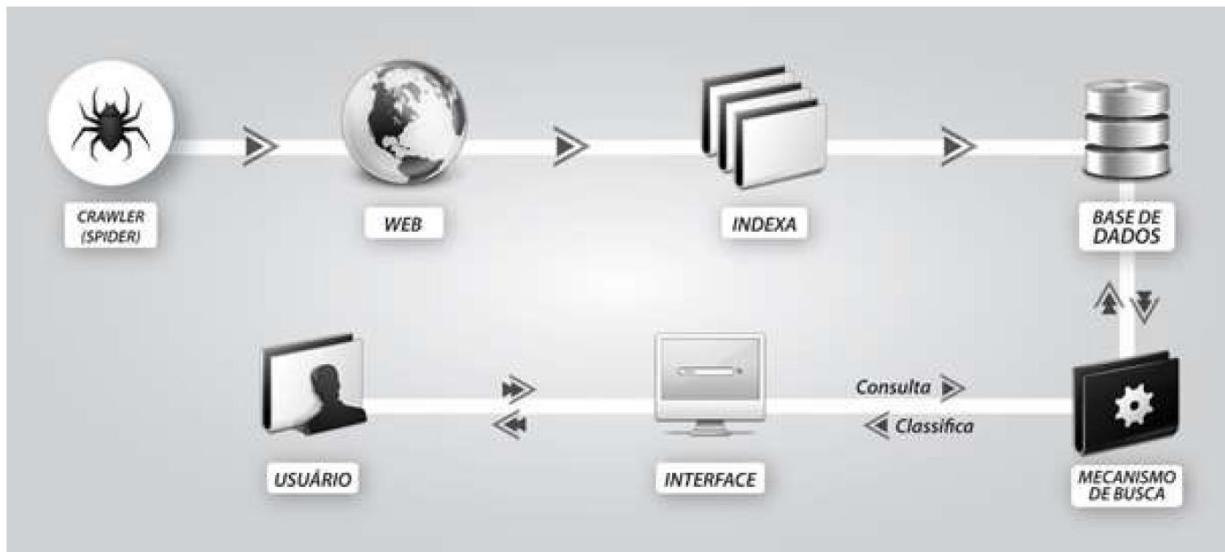 CRAWLER
(SPIDER)
WEB
INDEXA
BASE DE
DADOS
USUÁRIO
INTERFACE
Consulta
Classifica
MECANISMO
DE BUSCA